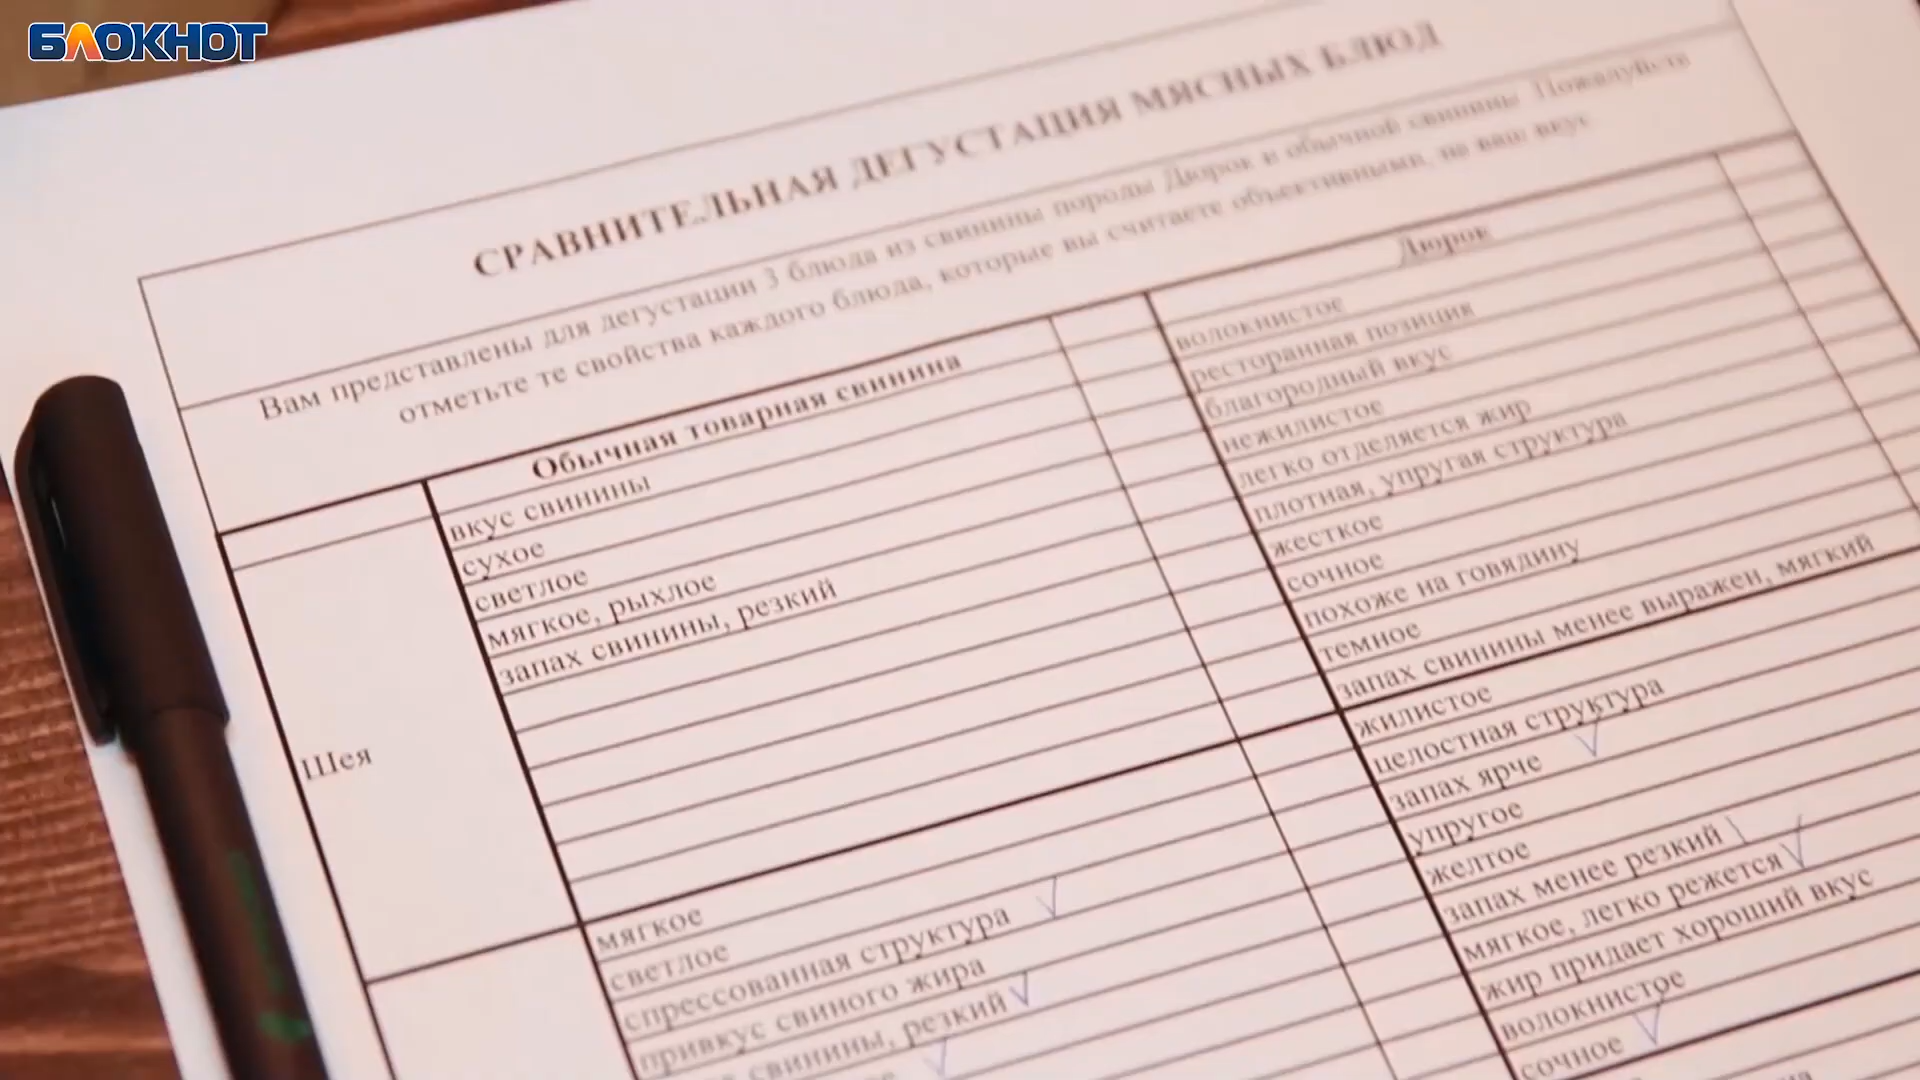 БЛОКНОТ
СРАВНИТЕЛЬНАЯ ДЕГУСТАЦИЯ МЯСНЫХ БЛЮД
Вам представлены для дегустации 3 блюда из свинины породы Дюрок и обычной свинины Пожалуйста
отметьте те свойства каждого блюда, которые вы считаете объективными, на ваш вкус
Обычная товарная свинина
Дюрок
Шея
вкус свинины
сухое
светлое
мягкое, рыхлое
запах свинины, резкий
волокнистое
ресторанная позиция
благородный вкус
нежилистое
легко отделяется жир
плотная, упругая структура
жесткое
сочное
похоже на говядину
темное
запах свинины менее выражен, мягкий
мягкое
светлое
спрессованная структура
привкус свиного жира
свинины, резкий
жилистое
целостная структура
запах ярче
упругое
желтое
запах менее резкий
мягкое, легко режется
жир придает хороший вкус
волокнистое
сочное